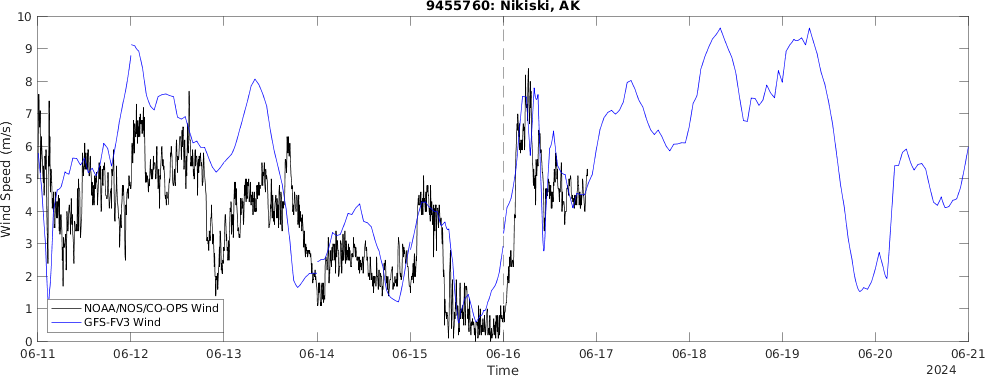 9455760: Nikiski, AK
Wind Speed (m/s)
10
9
8
7
6
5
4
3
2
1
0
NOAA/NOS/CO-OPS Wind
GFS-FV3 Wind
06-11 06-12 06-13 06-14 06-15 06-16 06-17 06-18 06-19 06-20 06-21
Time
2024